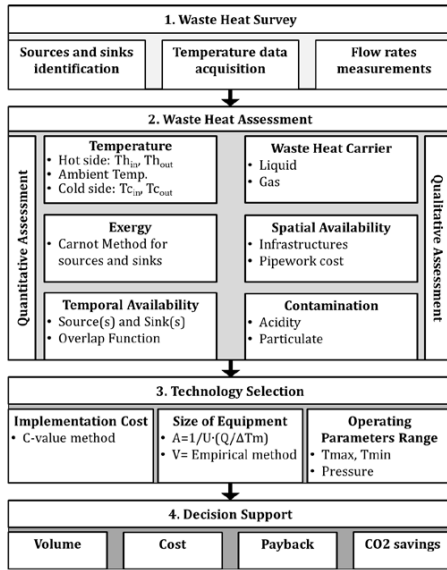 1. Waste Heat Survey
Sources and sinks
identification
Temperature data
acquisition
Flow rates
measurements
2. Waste Heat Assessment
Quantitative Assessment
Temperature
• Hot side: Thin, Thout
• Ambient Temp.
• Cold side: Tcin, Tcout
Exergy
• Carnot Method for
sources and sinks
Temporal Availability
• Source(s) and Sink(s)
• Overlap Function
Waste Heat Carrier
• Liquid
• Gas
Spatial Availability
• Infrastructures
• Pipework cost
Contamination
• Acidity
• Particulate
Qualitative Assessment
3. Technology Selection
Implementation Cost
• C-value method
Size of Equipment
• A=1/U·(Q/ΔTm)
• V= Empirical method
Operating
Parameters Range
• Tmax, Tmin
• Pressure
4. Decision Support
Volume
Cost
Payback
CO2 savings